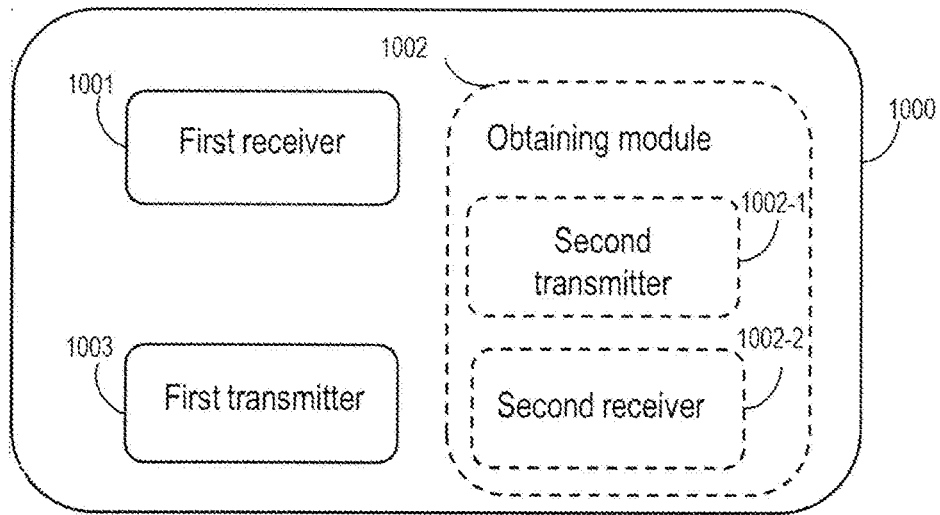 1002
1001
1000
First receiver
Obtaining module
1002-1
Second
transmitter
1003
1002-2
First transmitter
Second receiver